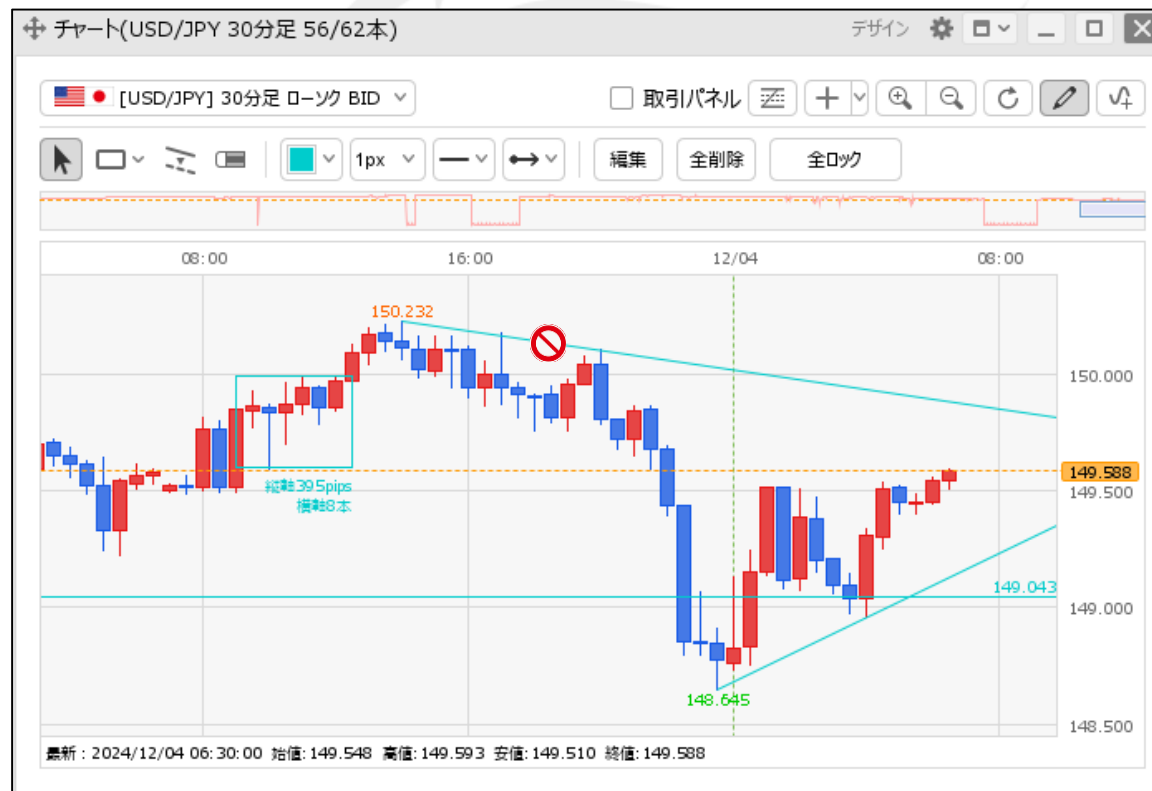 チャート(USD/JPY 30分足 56/62本)
デザイン
[USD/JPY] 30分足 ローソク BID
取引パネル
1px
編集
全削除
全ロック
08:00 16:00 12/04 08:00
150.232
150.000
149.588
149.500
縦軸39.5pips
横軸8本
149.043
149.000
148.645
148.500
最新 : 2024/12/04 06:30:00 始値:149.548 高値:149.593 安値:149.510 終値:149.588